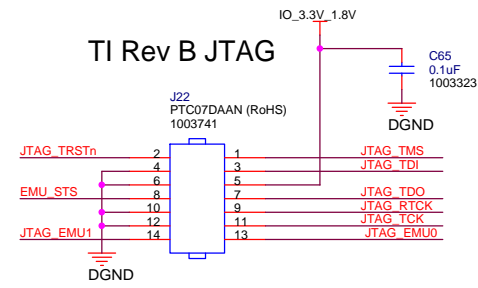 IO_3.3V_1.8V
TI Rev B JTAG
C65
0.1uF
1003323
DGND
J22
PTC07DAAN (RoHS)
1003741
JTAG_TRSTn 2 1 JTAG_TMS
4 3 JTAG_TDI
6 5
EMU_STS 8 7 JTAG_TDO
10 9 JTAG_RTCK
12 11 JTAG_TCK
JTAG_EMU1 14 13 JTAG_EMU0
DGND